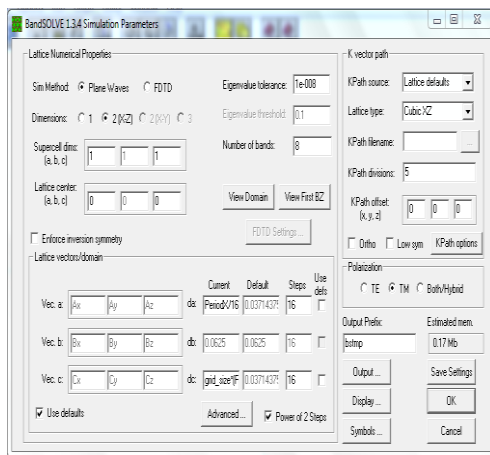 BandSOLVE 1.3.4 Simulation Parameters
Lattice Numerical Properties
Sim Method: Plane Waves FDTD
Eigenvalue tolerance: 1e-008
Dimensions: 1 2 (XZ) 2 (X-Y) 3
Eigenvalue threshold: 0.1
Supercell dims: (a, b, c) 1 1 1
Number of bands: 8
Lattice center: (a, b, c) 0 0 0
View Domain View First BZ
Enforce inversion symmetry
FDTD Settings ...
Lattice vectors/domain
Current Default Steps Use defs
Vec. a: Ax Ay Az da: PeriodX/16 0.0371437 16
Vec. b: Bx By Bz db: 0.0625 0.0625 16
Vec. c: Cx Cy Cz dc: grid_size*(F 0.0371437 16
Use defaults
Advanced ... Power of 2 Steps
K vector path
KPath source: Lattice defaults
Lattice type: Cubic XZ
KPath filename: ...
KPath divisions: 5
KPath offset: (x, y, z) 0 0 0
Ortho Low sym KPath options
Polarization
TE TM Both/Hybrid
Output Prefix: Estimated mem.
bstmp 0.17 Mb
Output ... Save Settings
Display ... OK
Symbols ... Cancel